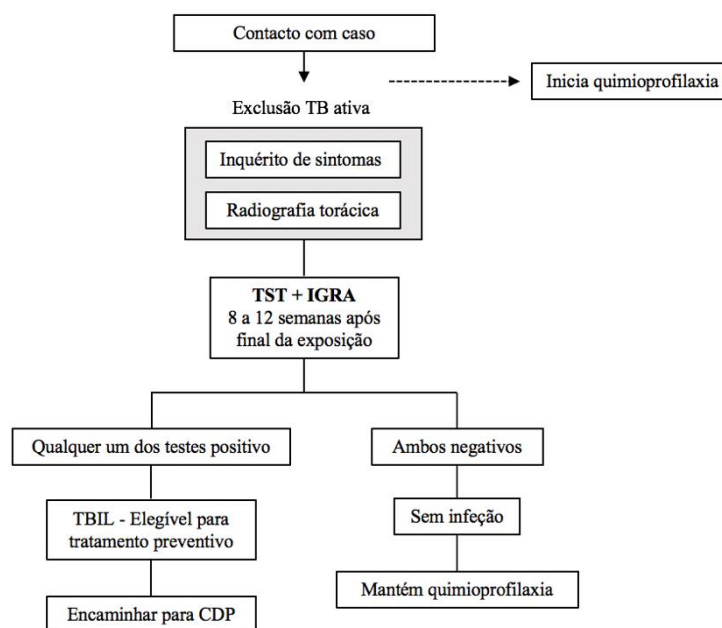 Contacto com caso
Inicia quimioprofilaxia
Exclusão TB ativa
Inquérito de sintomas
Radiografia torácica
TST + IGRA
8 a 12 semanas após
final da exposição
Qualquer um dos testes positivo
Ambos negativos
TBIL - Elegível para
tratamento preventivo
Sem infeção
Encaminhar para CDP
Mantém quimioprofilaxia